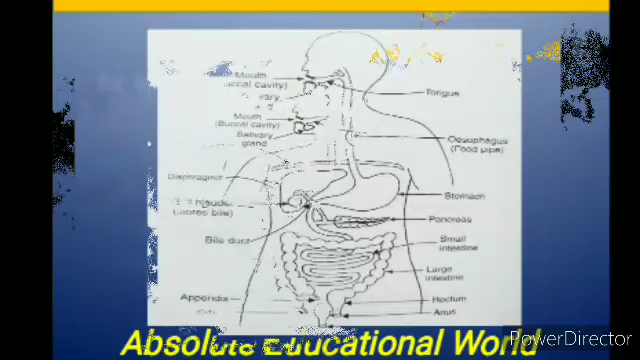 Mouth
cavity)
Tongue
Mouth
(Buccal cavity)
Salivary
gland
Oesophagus
(Food pipe)
Diaphragm
Stomach
Pancreas
Bile duct
Small
intestine
Large
intestine
Appendix
Rectum
Anus
Absolute Educational World
PowerDirector